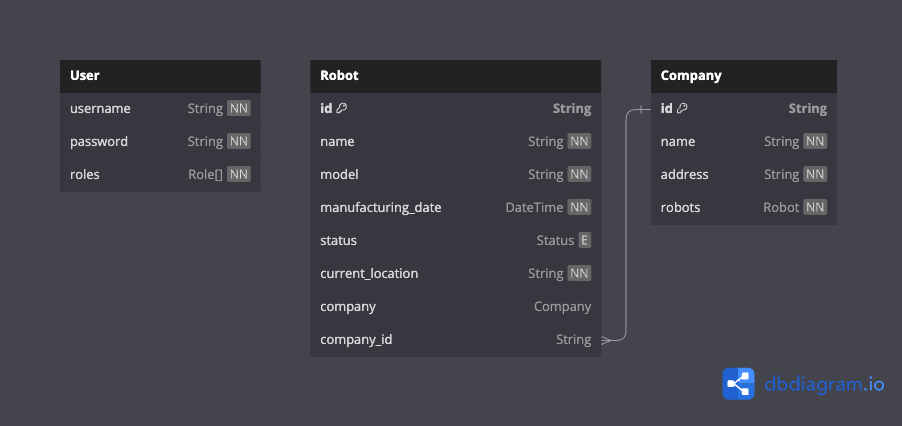 User
username String NN
password String NN
roles Role[] NN
Robot
id String
name String NN
model String NN
manufacturing_date DateTime NN
status Status E
current_location String NN
company Company
company_id String
Company
id String
name String NN
address String NN
robots Robot NN
dbdiagram.io